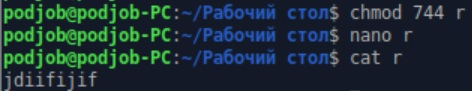 podjob@podjob-PC:~/Рабочий стол$ chmod 744 r
podjob@podjob-PC:~/Рабочий стол$ nano r
podjob@podjob-PC:~/Рабочий стол$ cat r
jdiifijif